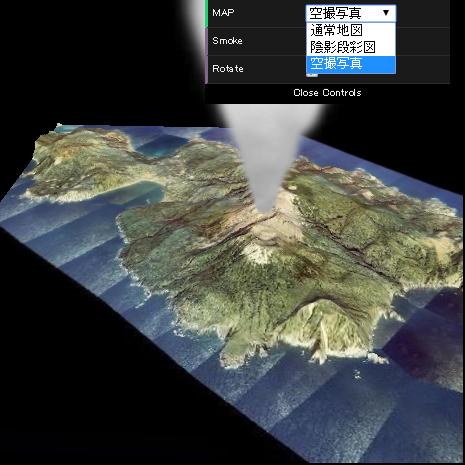 MAP 空撮写真
通常地図
陰影段彩図
空撮写真
Smoke
Rotate
Close Controls